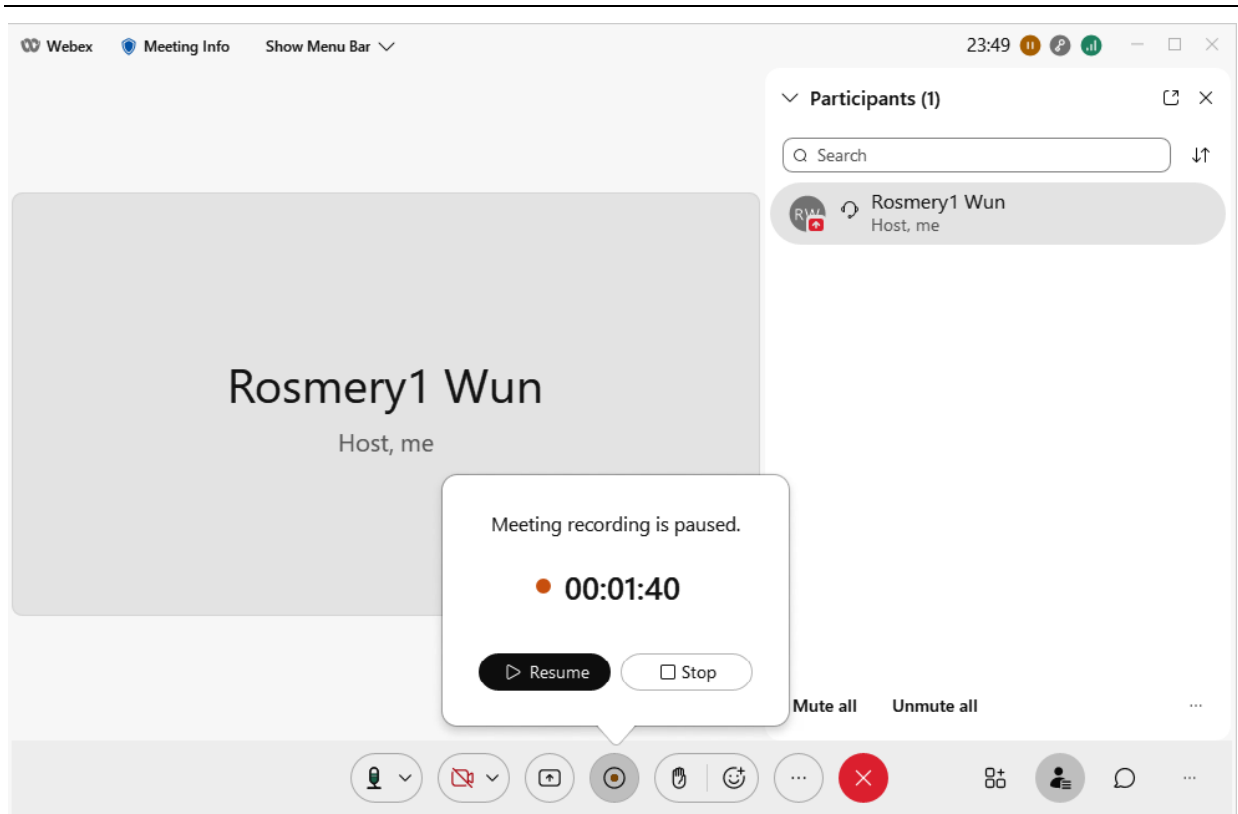 Webex Meeting Info Show Menu Bar 23:49
Participants (1)
Search
RW Rosmery1 Wun
Host, me
Rosmery1 Wun
Host, me
Meeting recording is paused.
00:01:40
Resume Stop
Mute all Unmute all